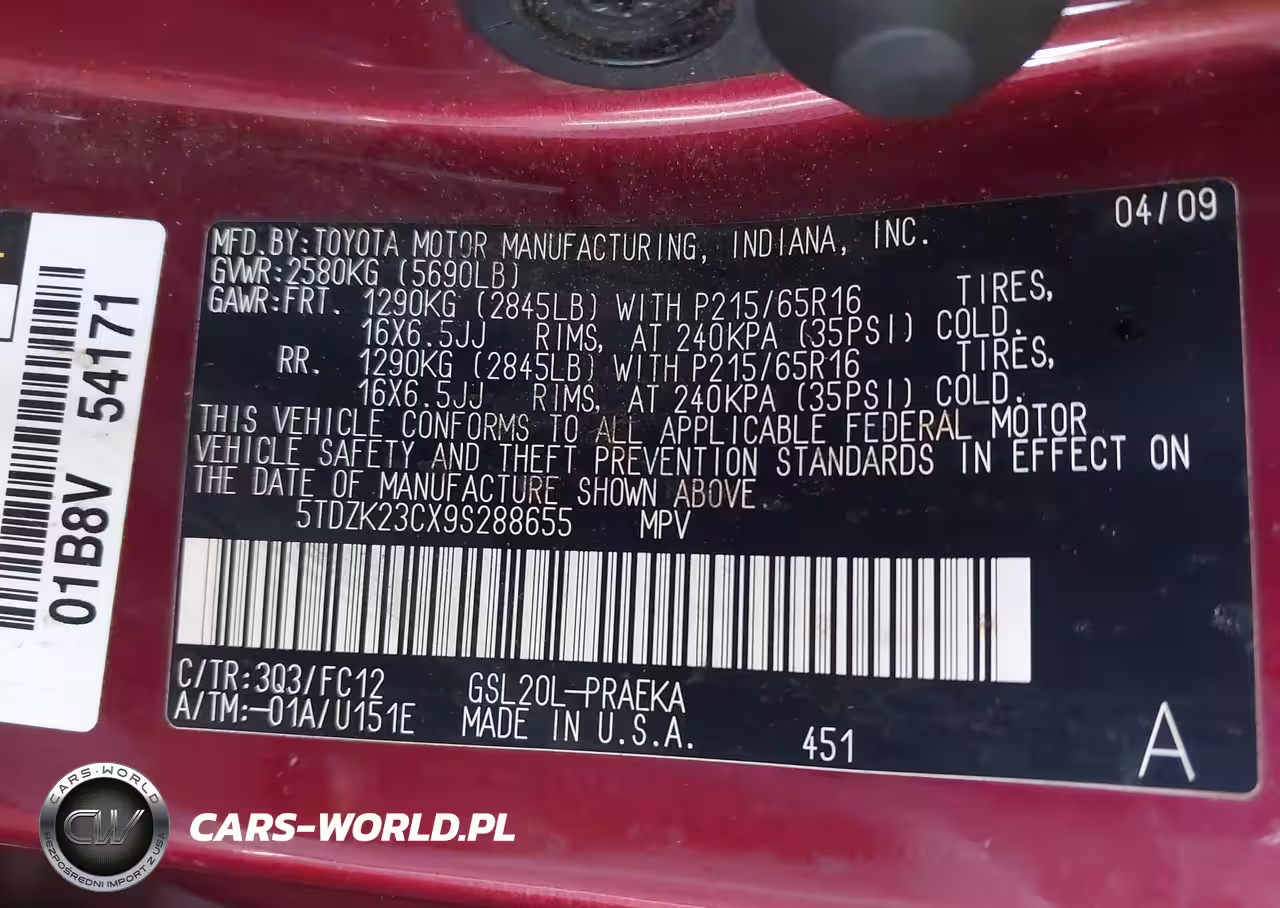 04/09
MFD.BY:TOYOTA MOTOR MANUFACTURING, INDIANA, INC.
GVWR:2580KG (5690LB)
GAWR:FRT. 1290KG (2845LB) WITH P215/65R16 TIRES,
16X6.5JJ RIMS, AT 240KPA (35PSI) COLD.
RR. 1290KG (2845LB) WITH P215/65R16 TIRES,
16X6.5JJ RIMS, AT 240KPA (35PSI) COLD.
THIS VEHICLE CONFORMS TO ALL APPLICABLE FEDERAL MOTOR
VEHICLE SAFETY AND THEFT PREVENTION STANDARDS IN EFFECT ON
THE DATE OF MANUFACTURE SHOWN ABOVE.
5TDZK23CX9S288655 MPV
C/TR:3Q3/FC12 GSL20L-PRAEKA
A/TM:-01A/U151E MADE IN U.S.A. 451 A
01B8V 54171
CARS-WORLD
CW
BEZPOŚREDNI IMPORT Z USA
CARS-WORLD.PL